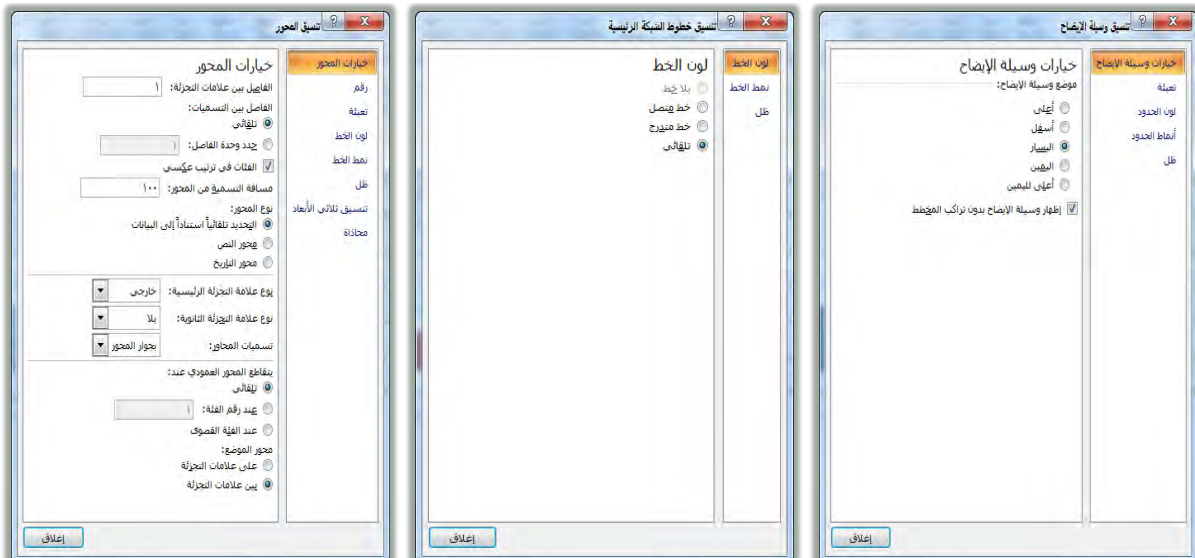 تنسيق وسيلة الإيضاح
خيارات وسيلة الإيضاح
تعبئة
لون الحدود
أنماط الحدود
ظل
خيارات وسيلة الإيضاح
موضع وسيلة الإيضاح:
أعلى
أسفل
اليسار
اليمين
أعلى لليمين
إظهار وسيلة الإيضاح بدون تراكب المخطط
إغلاق
تنسيق خطوط الشبكة الرئيسية
لون الخط
نمط الخط
ظل
لون الخط
بلا خط
خط متصل
خط متدرج
تلقائي
إغلاق
تنسيق المحور
خيارات المحور
رقم
تعبئة
لون الخط
نمط الخط
ظل
تنسيق ثلاثي الأبعاد
محاذاة
خيارات المحور
الفاصل بين علامات التجزئة: ١
الفاصل بين التسميات:
تلقائي
حدد وحدة الفاصل: ١
الفئات في ترتيب عكسي
مسافة التسمية من المحور: ١٠٠
نوع المحور:
التحديد تلقائياً استناداً إلى البيانات
محور النص
محور التاريخ
نوع علامة التجزئة الرئيسية: خارجي
نوع علامة التجزئة الثانوية: بلا
تسميات المحاور: بجوار المحور
يتقاطع المحور العمودي عند:
تلقائي
عند رقم الفئة: ١
عند الفئة القصوى
محور الموضع:
على علامات التجزئة
بين علامات التجزئة
إغلاق